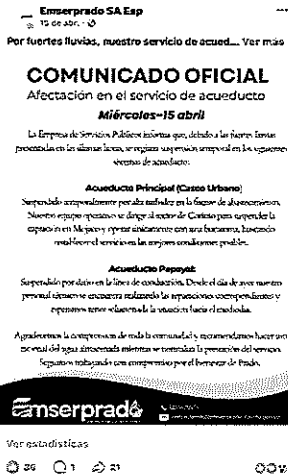 Emserprado SA Esp
15 de abr. ·
Por fuertes lluvias, nuestro servicio de acued... Ver más
COMUNICADO OFICIAL
Afectación en el servicio de acueducto
Miércoles-15 abril
La Empresa de Servicios Públicos informa que, debido a las fuertes lluvias
presentadas en las últimas horas, se registra suspensión temporal en los siguientes
sistemas de acueducto:
Acueducto Principal (Casco Urbano)
Suspendido temporalmente por alta turbidez en la fuente de abastecimiento.
Nuestro equipo operativo se dirige al sector de para suspender la
captación en y operar únicamente con una bocatoma, buscando
restablecer el servicio en las mejores condiciones posibles.
Acueducto
Suspendido por daño en la línea de conducción. Desde el día de ayer nuestro
personal técnico se encuentra realizando las reparaciones correspondientes y
esperamos tener solucionada la situación hacia el mediodía.
Agradecemos la comprensión de toda la comunidad y recomendamos hacer uso
racional del agua almacenada mientras se normaliza la prestación del servicio.
Seguimos trabajando con compromiso por el bienestar de Prado.
Emserprado
Ver estadísticas
36 1 21